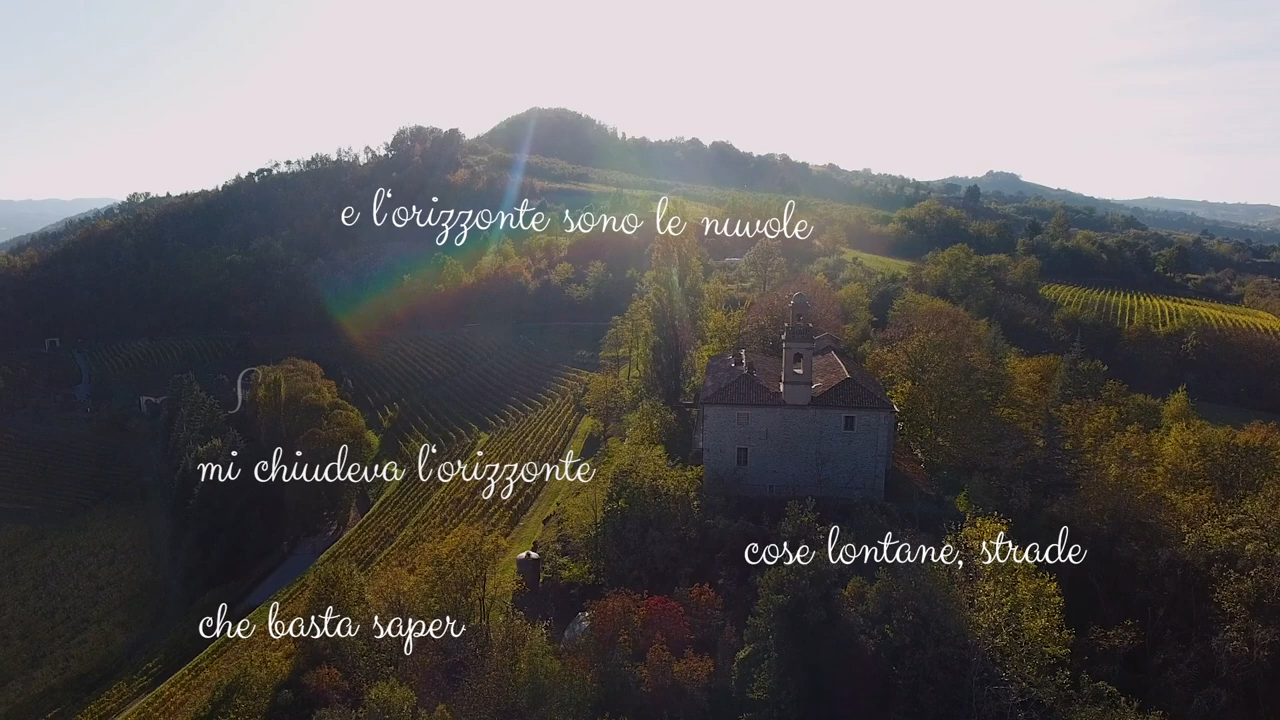 e l'orizzonte sono le nuvole
mi chiudeva l'orizzonte
cose lontane, strade
che basta saper